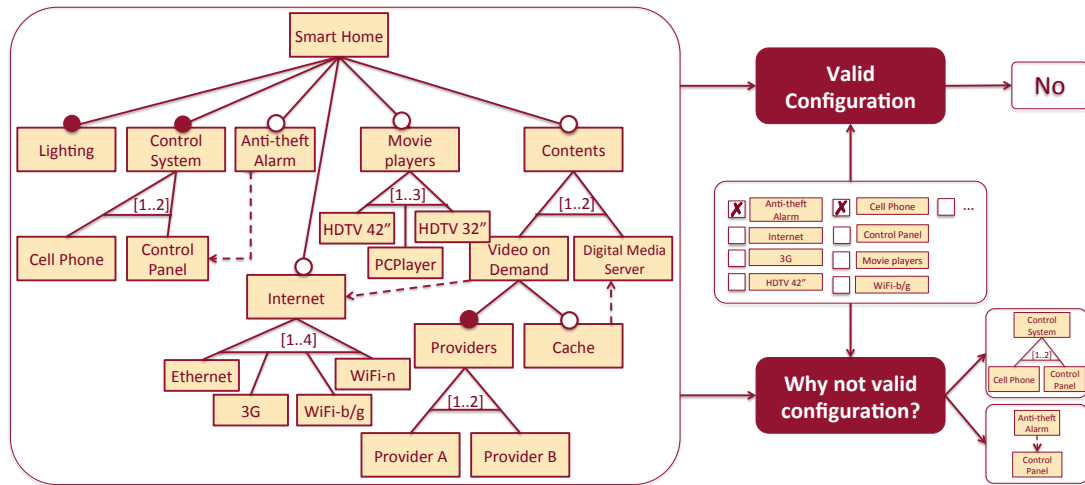 Smart Home
Lighting
Control
System
Anti-theft
Alarm
Movie
players
Contents
[1..2]
[1..3]
[1..2]
Cell Phone
Control
Panel
HDTV 42”
HDTV 32”
PCPlayer
Video on
Demand
Digital Media
Server
Internet
Providers
Cache
[1..4]
Ethernet
3G
WiFi-b/g
WiFi-n
[1..2]
Provider A
Provider B
Valid
Configuration
No
Anti-theft
Alarm
Cell Phone
...
Internet
Control Panel
3G
Movie players
HDTV 42”
WiFi-b/g
Why not valid
configuration?
Control
System
[1..2]
Cell Phone
Control
Panel
Anti-theft
Alarm
Control
Panel